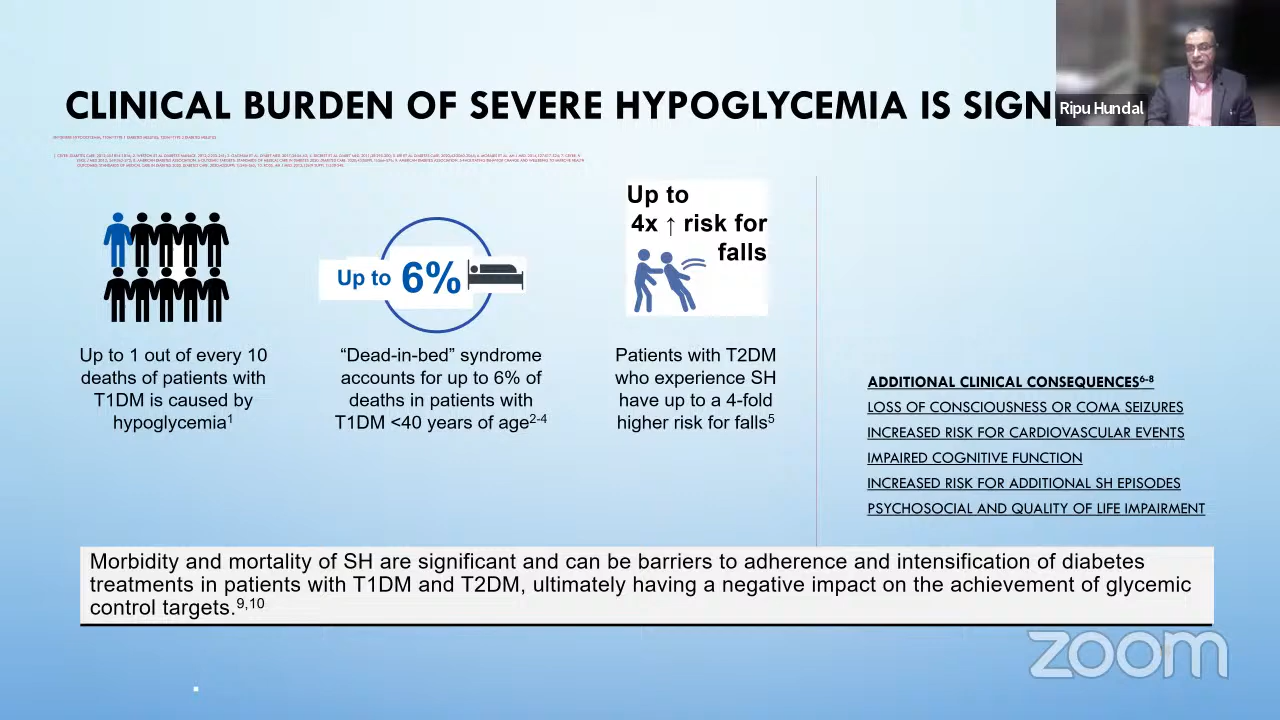 CLINICAL BURDEN OF SEVERE HYPOGLYCEMIA IS SIGN
Ripu Hundal
Up to 6%
Up to
4x ↑ risk for
falls
Up to 1 out of every 10
deaths of patients with
T1DM is caused by
hypoglycemia1
“Dead-in-bed” syndrome
accounts for up to 6% of
deaths in patients with
T1DM <40 years of age2-4
Patients with T2DM
who experience SH
have up to a 4-fold
higher risk for falls5
ADDITIONAL CLINICAL CONSEQUENCES6-8
LOSS OF CONSCIOUSNESS OR COMA SEIZURES
INCREASED RISK FOR CARDIOVASCULAR EVENTS
IMPAIRED COGNITIVE FUNCTION
INCREASED RISK FOR ADDITIONAL SH EPISODES
PSYCHOSOCIAL AND QUALITY OF LIFE IMPAIRMENT
Morbidity and mortality of SH are significant and can be barriers to adherence and intensification of diabetes
treatments in patients with T1DM and T2DM, ultimately having a negative impact on the achievement of glycemic
control targets.9,10
zoom